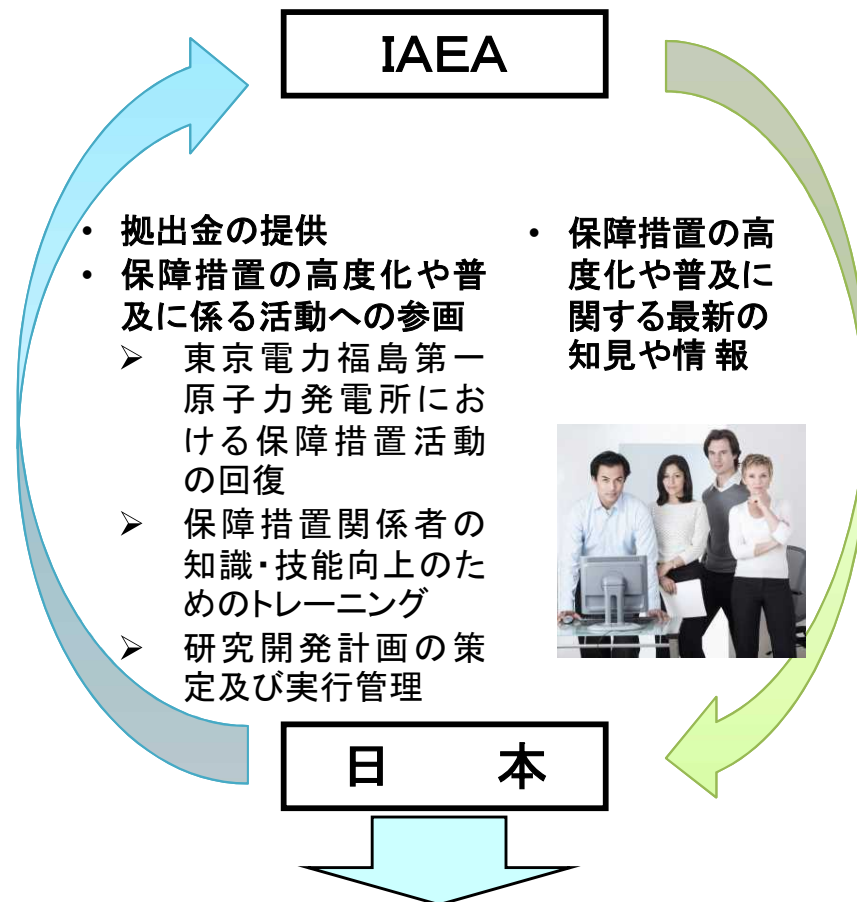 IAEA
・ 拠出金の提供
・ 保障措置の高度化や普
及に係る活動への参画
➢ 東京電力福島第一
原子力発電所にお
ける保障措置活動
の回復
➢ 保障措置関係者の
知識・技能向上のた
めのトレーニング
➢ 研究開発計画の策
定及び実行管理
・ 保障措置の高
度化や普及に
関する最新の
知見や情報
日 本